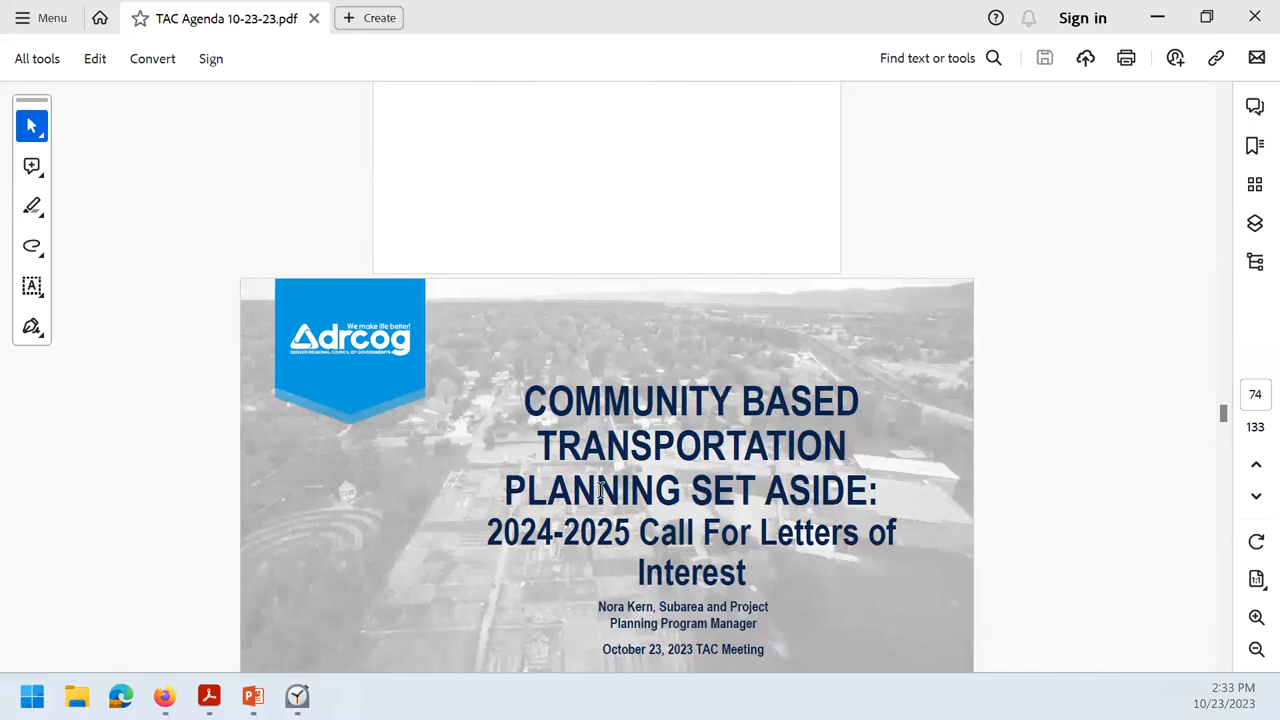 Menu
TAC Agenda 10-23-23.pdf
Create
Sign in
All tools
Edit
Convert
Sign
Find text or tools
We make life better!
drcog
DENVER REGIONAL COUNCIL OF GOVERNMENTS
COMMUNITY BASED
TRANSPORTATION
PLANNING SET ASIDE:
2024-2025 Call For Letters of
Interest
Nora Kern, Subarea and Project
Planning Program Manager
October 23, 2023 TAC Meeting
74
133
2:33 PM
10/23/2023